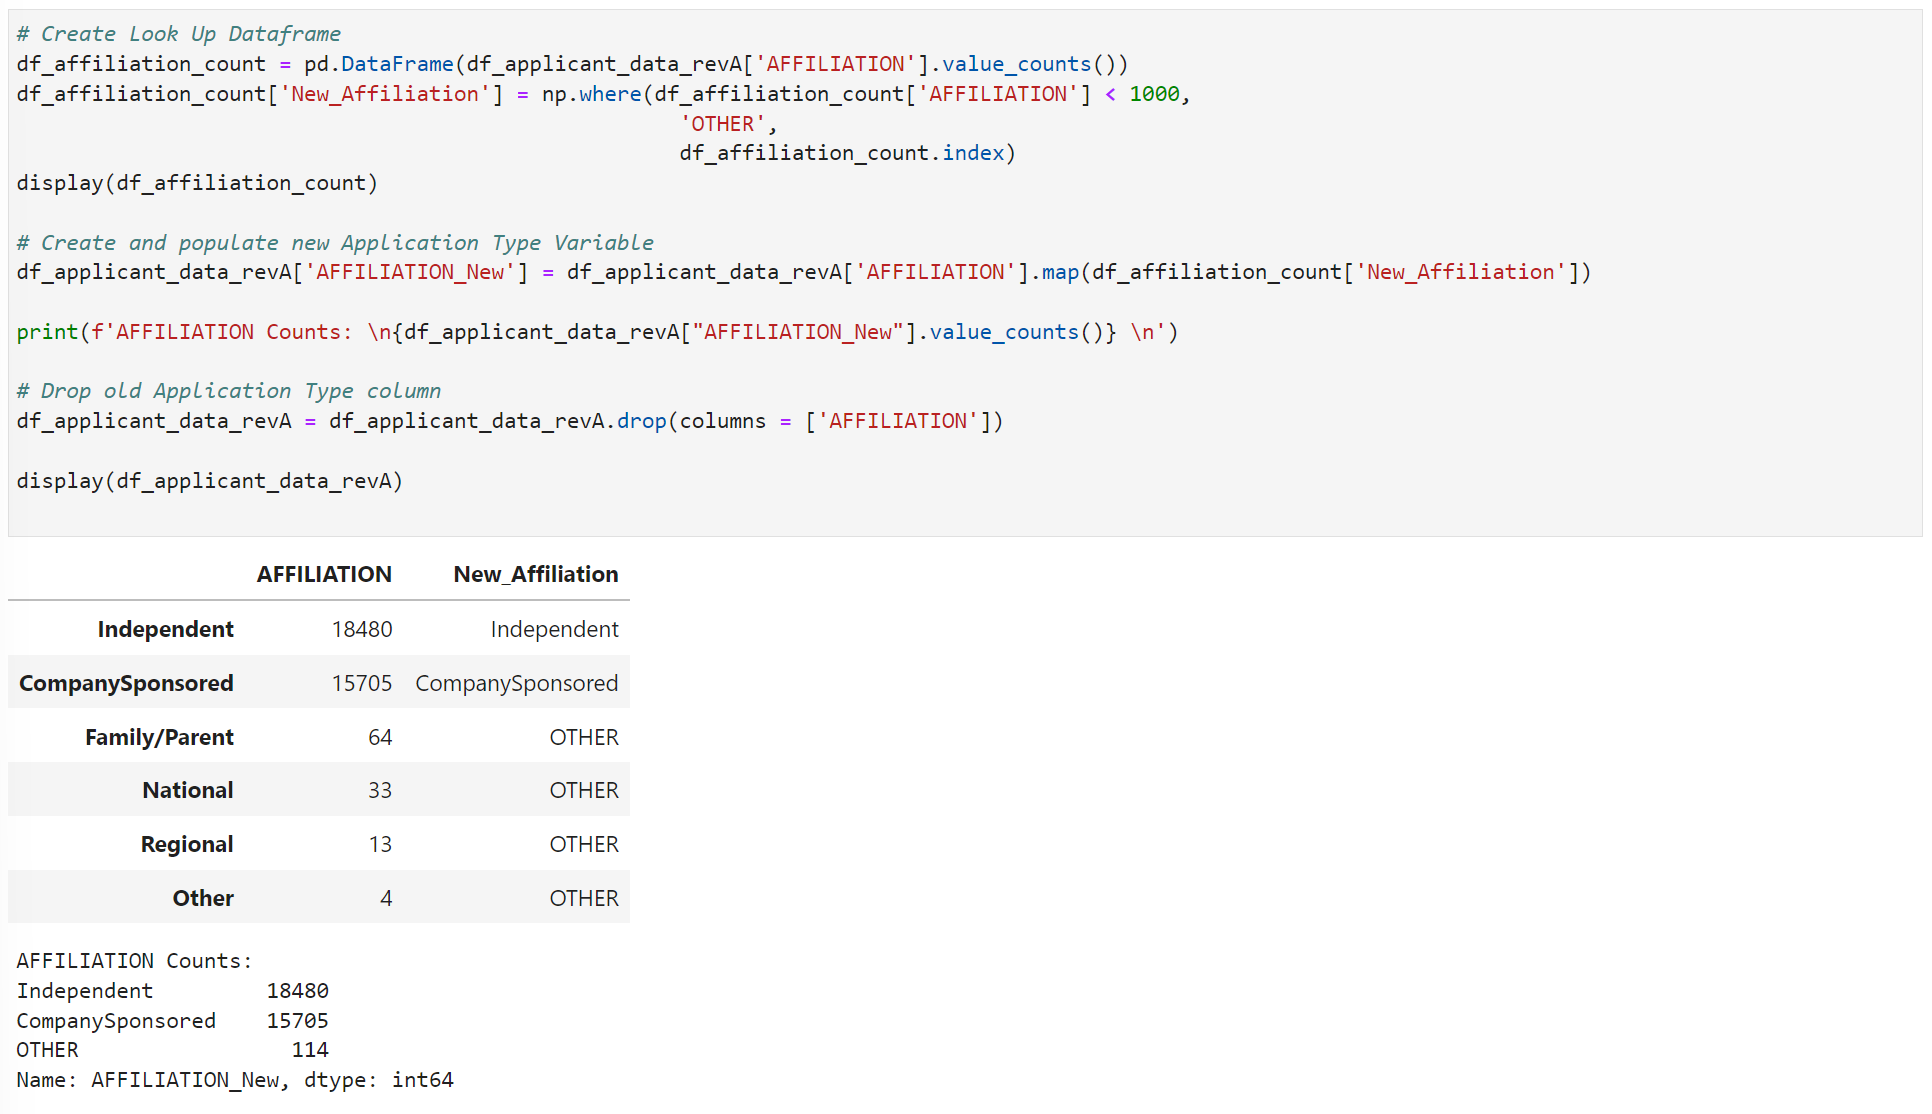 # Create Look Up Dataframe
df_affiliation_count = pd.DataFrame(df_applicant_data_revA['AFFILIATION'].value_counts())
df_affiliation_count['New_Affiliation'] = np.where(df_affiliation_count['AFFILIATION'] < 1000,
'OTHER',
df_affiliation_count.index)
display(df_affiliation_count)
# Create and populate new Application Type Variable
df_applicant_data_revA['AFFILIATION_New'] = df_applicant_data_revA['AFFILIATION'].map(df_affiliation_count['New_Affiliation'])
print(f'AFFILIATION Counts: \n{df_applicant_data_revA["AFFILIATION_New"].value_counts()} \n')
# Drop old Application Type column
df_applicant_data_revA = df_applicant_data_revA.drop(columns = ['AFFILIATION'])
display(df_applicant_data_revA)
AFFILIATION New_Affiliation
Independent 18480 Independent
CompanySponsored 15705 CompanySponsored
Family/Parent 64 OTHER
National 33 OTHER
Regional 13 OTHER
Other 4 OTHER
AFFILIATION Counts:
Independent 18480
CompanySponsored 15705
OTHER 114
Name: AFFILIATION_New, dtype: int64